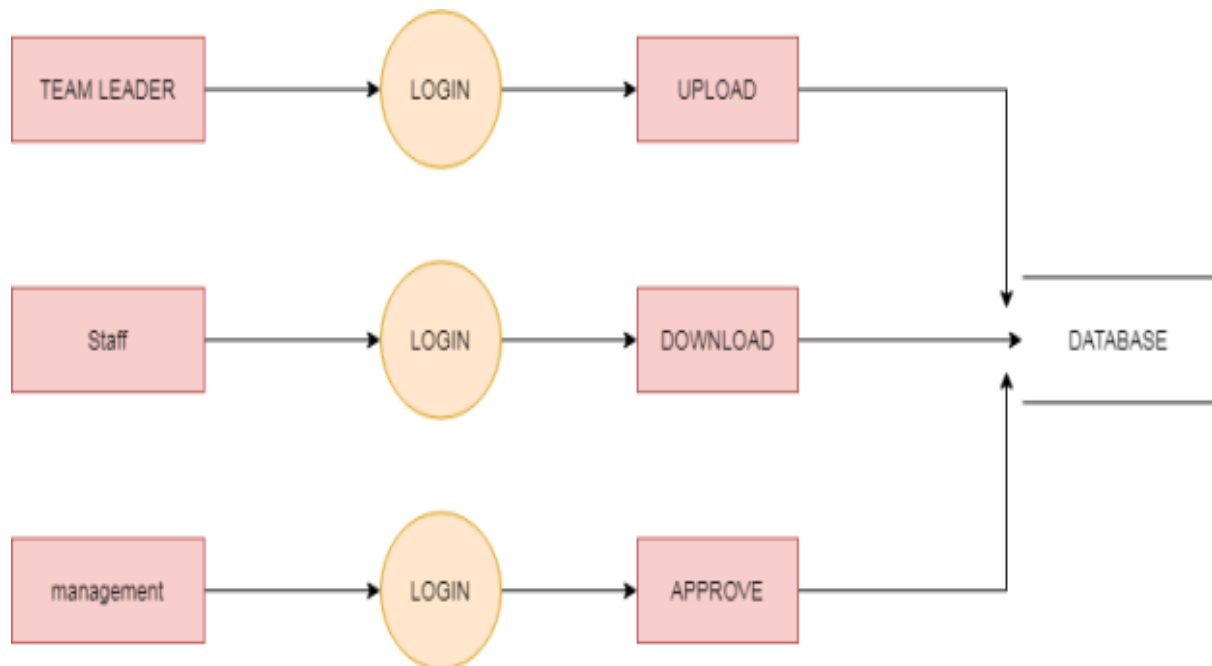 TEAM LEADER
LOGIN
UPLOAD
Staff
LOGIN
DOWNLOAD
DATABASE
management
LOGIN
APPROVE